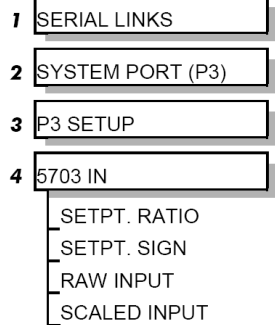 1 SERIAL LINKS
2 SYSTEM PORT (P3)
3 P3 SETUP
4 5703 IN
SETPT. RATIO
SETPT. SIGN
RAW INPUT
SCALED INPUT